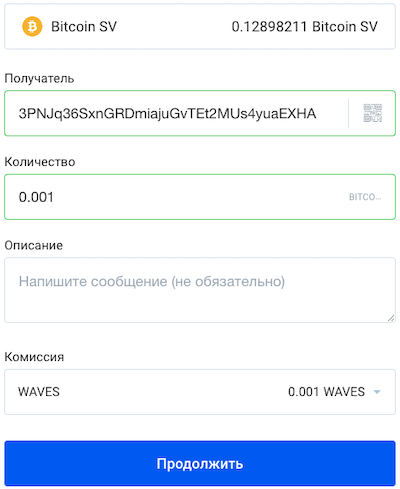 Bitcoin SV 0.12898211 Bitcoin SV
Получатель
3PNJq36SxnGRDmiajuGvTEt2MUs4yuaEXHA
Количество
0.001 BITCO...
Описание
Напишите сообщение (не обязательно)
Комиссия
WAVES 0.001 WAVES
Продолжить